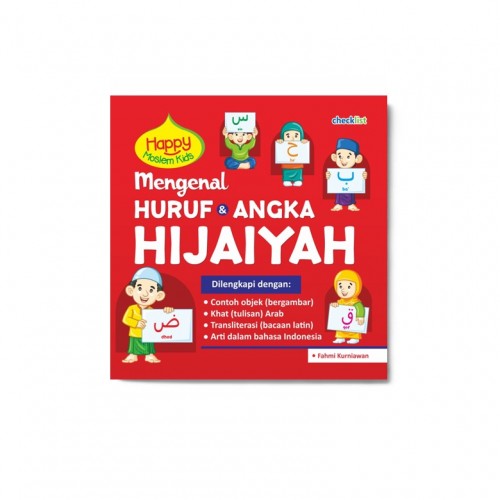 س
checklist
ج
ب
Happy
Moslem Kids
Mengenal
HURUF & ANGKA
HIJAIYAH
Dilengkapi dengan:
• Contoh objek (bergambar)
• Khat (tulisan) Arab
• Transliterasi (bacaan latin)
• Arti dalam bahasa Indonesia
ض
dhod
ق
• Fahmi Kurniawan